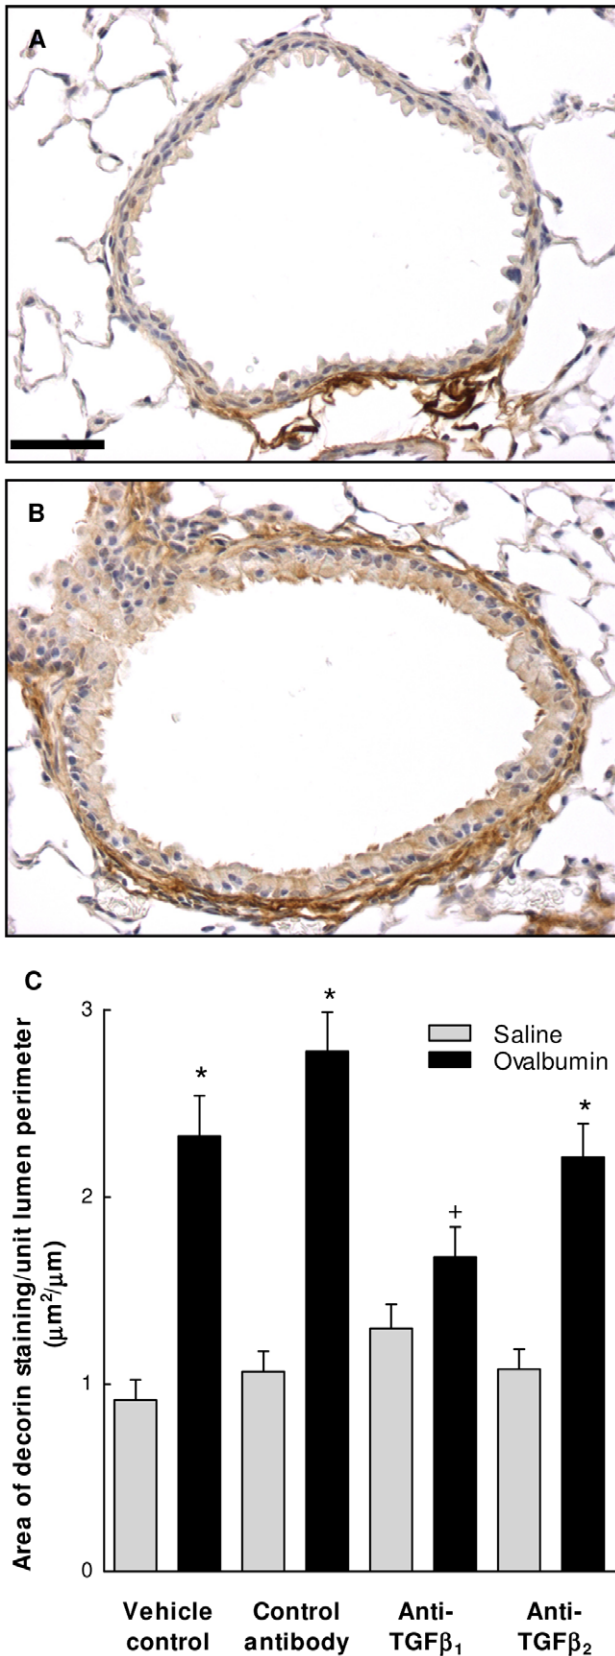 A
B
C
Area of decorin staining/unit lumen perimeter
(μm²/μm)
3
2
1
0
*
*
+
*
Saline
Ovalbumin
Vehicle control
Control antibody
Anti-TGFβ₁
Anti-TGFβ₂